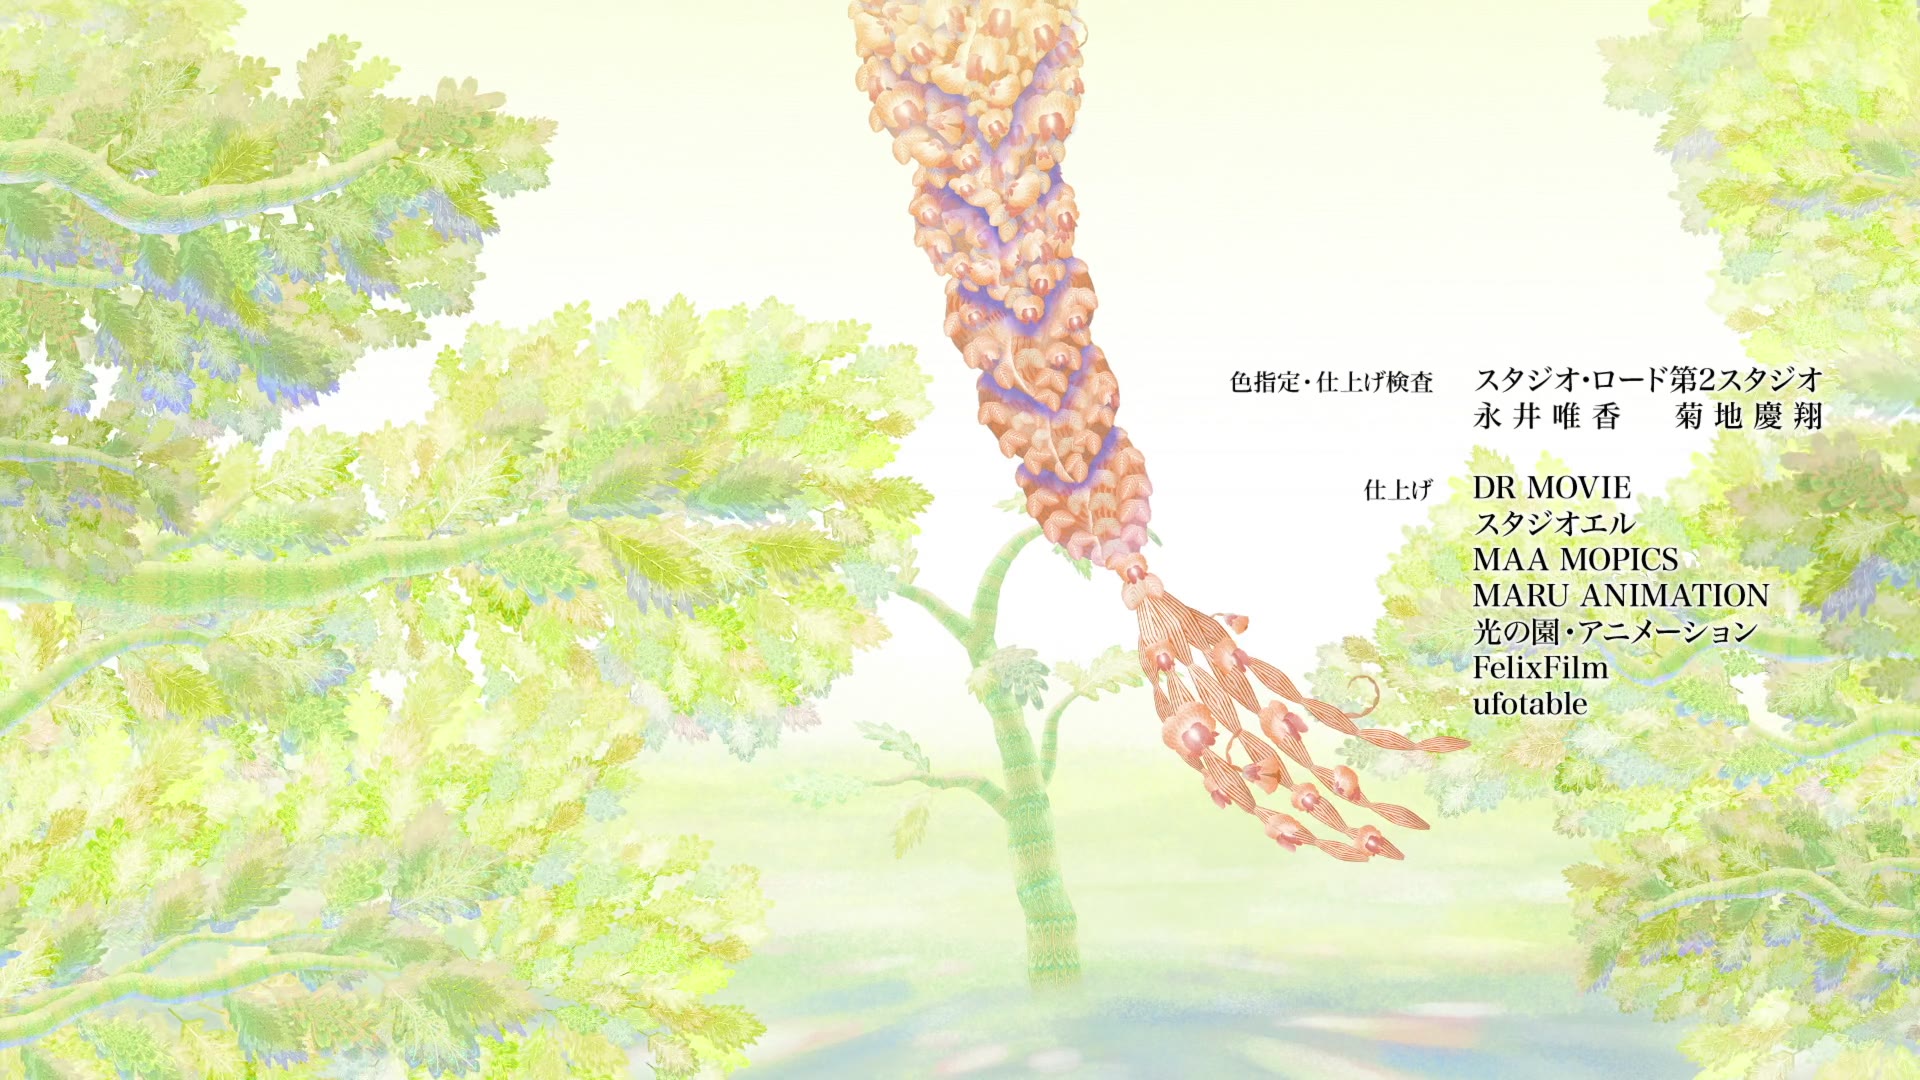 色指定・仕上げ検査 スタジオ・ロード第2スタジオ
永井唯香 菊地慶翔
仕上げ DR MOVIE
スタジオエル
MAA MOPICS
MARU ANIMATION
光の園・アニメーション
FelixFilm
ufotable